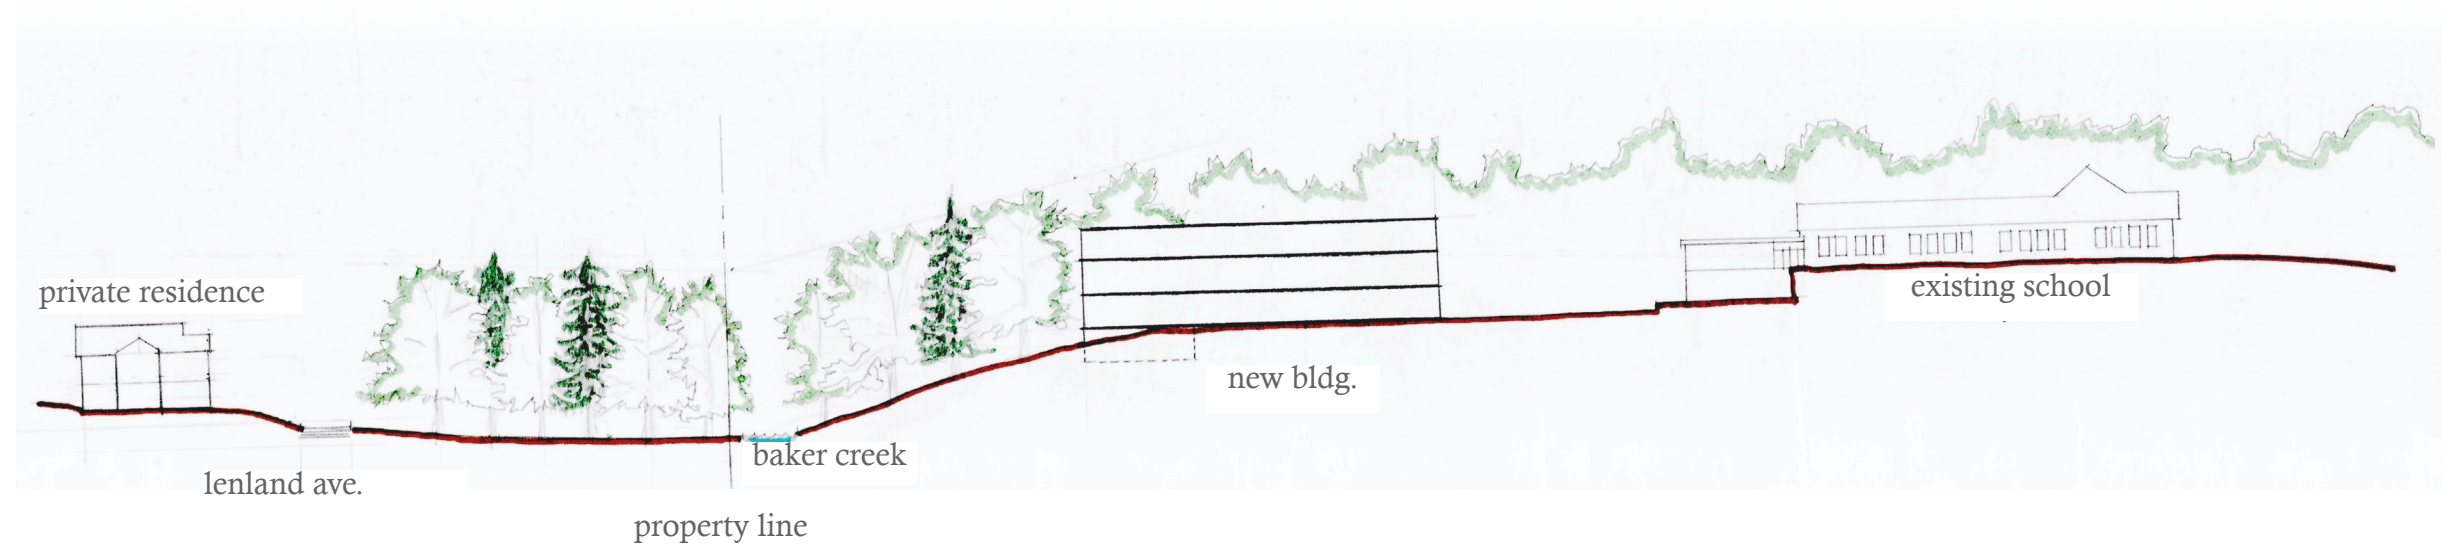 private residence
existing school
new bldg.
baker creek
lenland ave.
property line